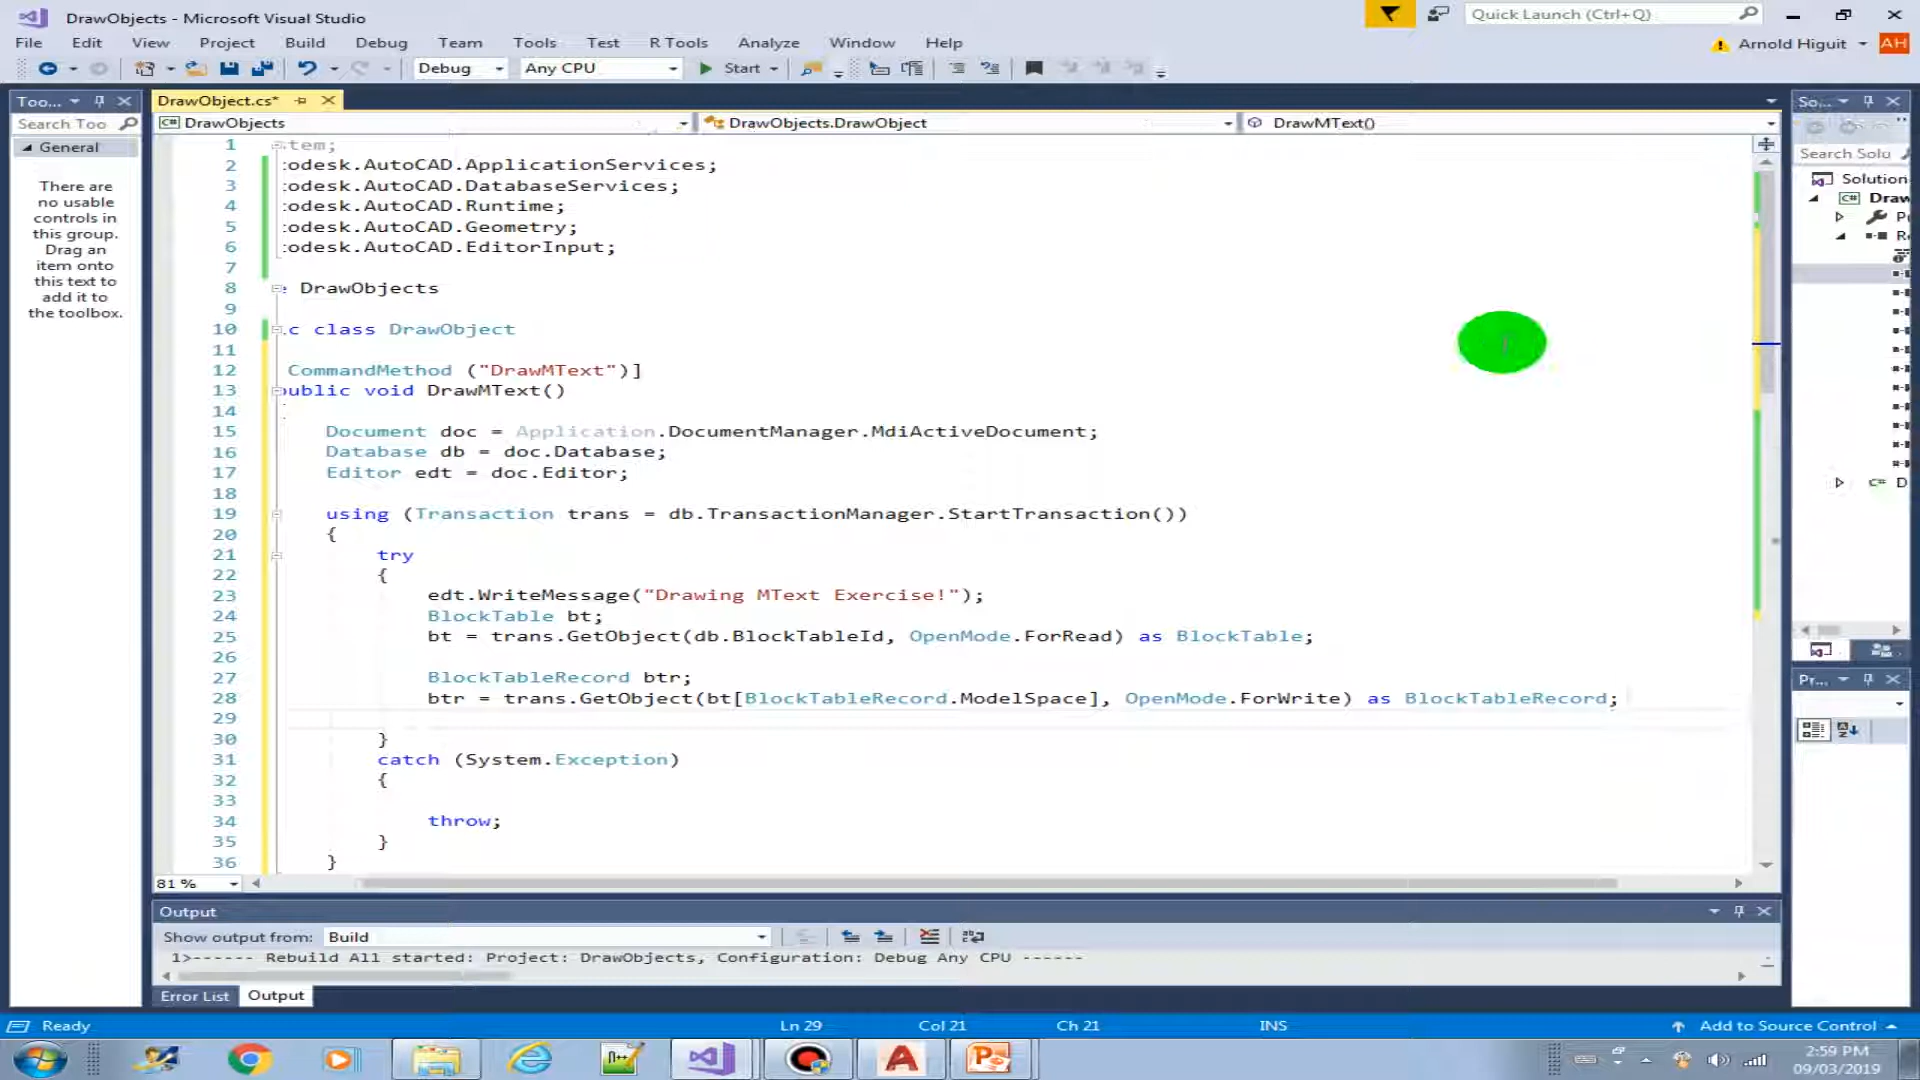 DrawObjects - Microsoft Visual Studio
Quick Launch (Ctrl+Q)
File Edit View Project Build Debug Team Tools Test R Tools Analyze Window Help
Arnold Higuit AH
Debug Any CPU Start
Too...
DrawObject.cs*
So...
Search Too
DrawObjects
DrawObjects.DrawObject
DrawMText()
General
There are
no usable
controls in
this group.
Drag an
item onto
this text to
add it to
the toolbox.
1 tem;
2 odesk.AutoCAD.ApplicationServices;
3 odesk.AutoCAD.DatabaseServices;
4 odesk.AutoCAD.Runtime;
5 odesk.AutoCAD.Geometry;
6 odesk.AutoCAD.EditorInput;
7
8 DrawObjects
9
10 c class DrawObject
11
12 CommandMethod ("DrawMText")]
13 public void DrawMText()
14
15 Document doc = Application.DocumentManager.MdiActiveDocument;
16 Database db = doc.Database;
17 Editor edt = doc.Editor;
18
19 using (Transaction trans = db.TransactionManager.StartTransaction())
20 {
21 try
22 {
23 edt.WriteMessage("Drawing MText Exercise!");
24 BlockTable bt;
25 bt = trans.GetObject(db.BlockTableId, OpenMode.ForRead) as BlockTable;
26
27 BlockTableRecord btr;
28 btr = trans.GetObject(bt[BlockTableRecord.ModelSpace], OpenMode.ForWrite) as BlockTableRecord;
29
30 }
31 catch (System.Exception)
32 {
33
34 throw;
35 }
36 }
81 %
Search Solu
Solution
Draw
P
R
D
Pr...
Output
Show output from: Build
1>------ Rebuild All started: Project: DrawObjects, Configuration: Debug Any CPU ------
Error List Output
Ready Ln 29 Col 21 Ch 21 INS Add to Source Control
2:59 PM
09/03/2019